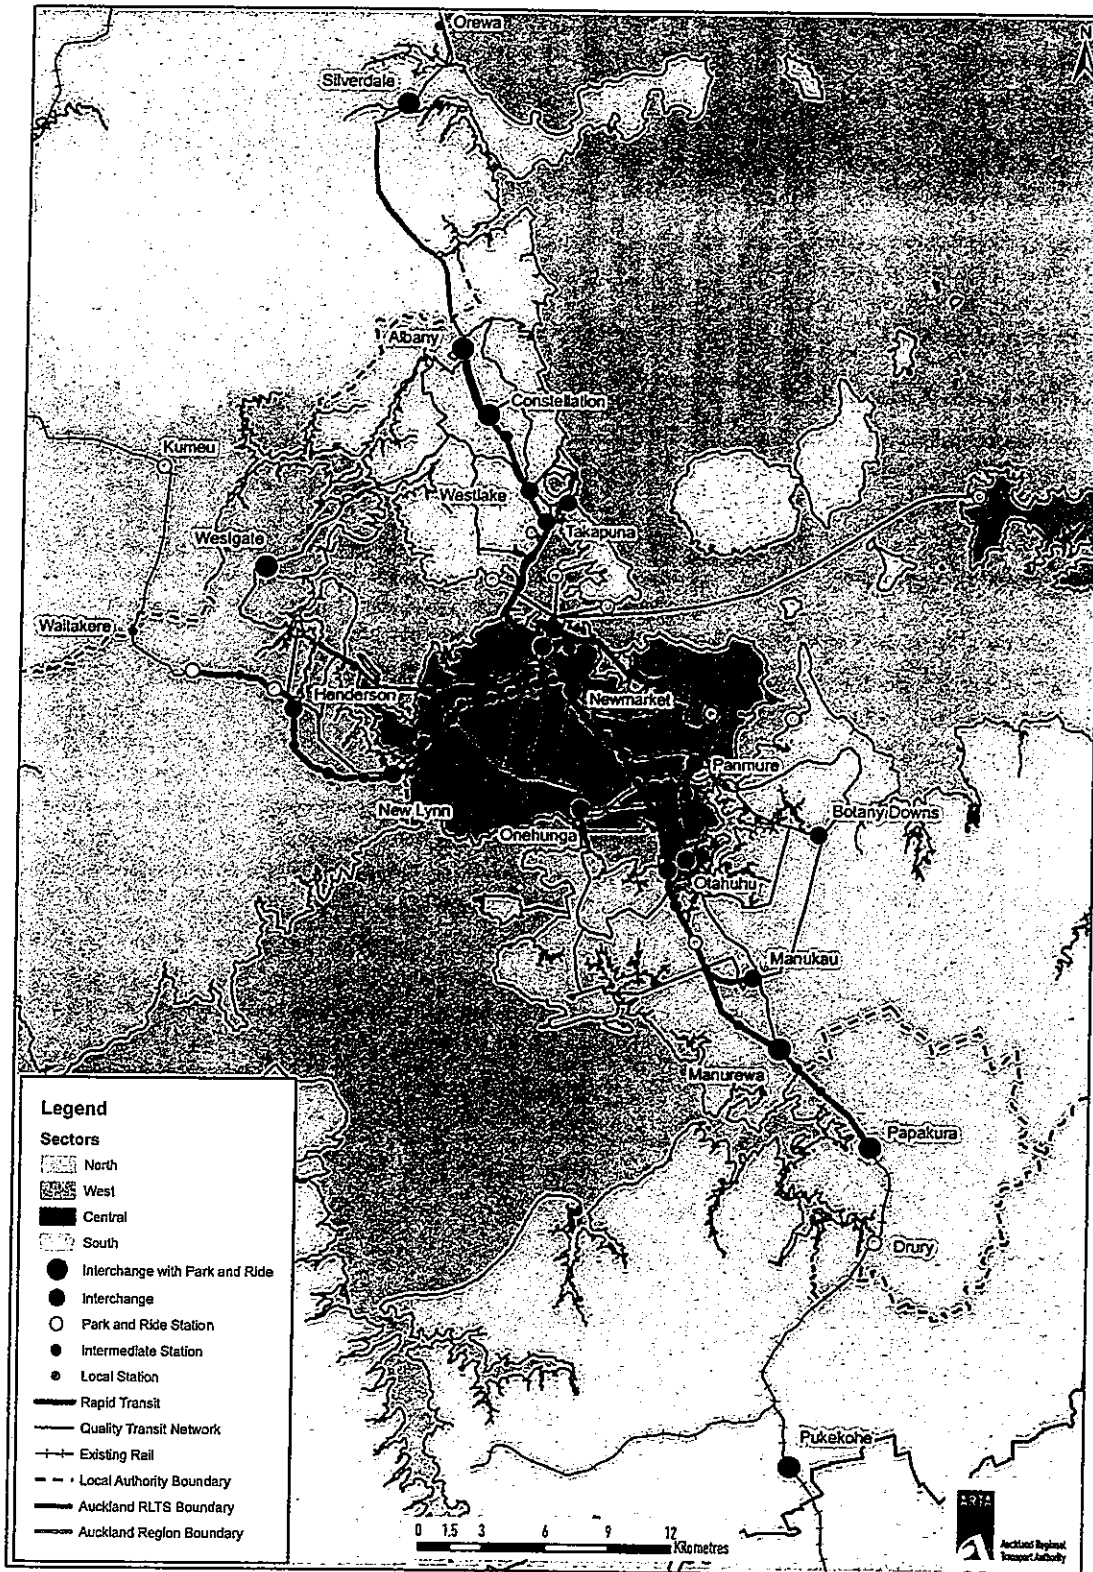 Orewa
N
Silverdale
Albany
Constellation
Kumeu
Westlake
Takapuna
Westgate
Waitakere
Henderson
Newmarket
Panmure
New Lynn
Onehunga
Botany Downs
Otahuhu
Manukau
Manurewa
Papakura
Drury
Pukekohe
Legend
Sectors
North
West
Central
South
Interchange with Park and Ride
Interchange
Park and Ride Station
Intermediate Station
Local Station
Rapid Transit
Quality Transit Network
Existing Rail
Local Authority Boundary
Auckland RLTS Boundary
Auckland Region Boundary
0 1.5 3 6 9 12
Kilometres
ARTA
Auckland Regional
Transport Authority